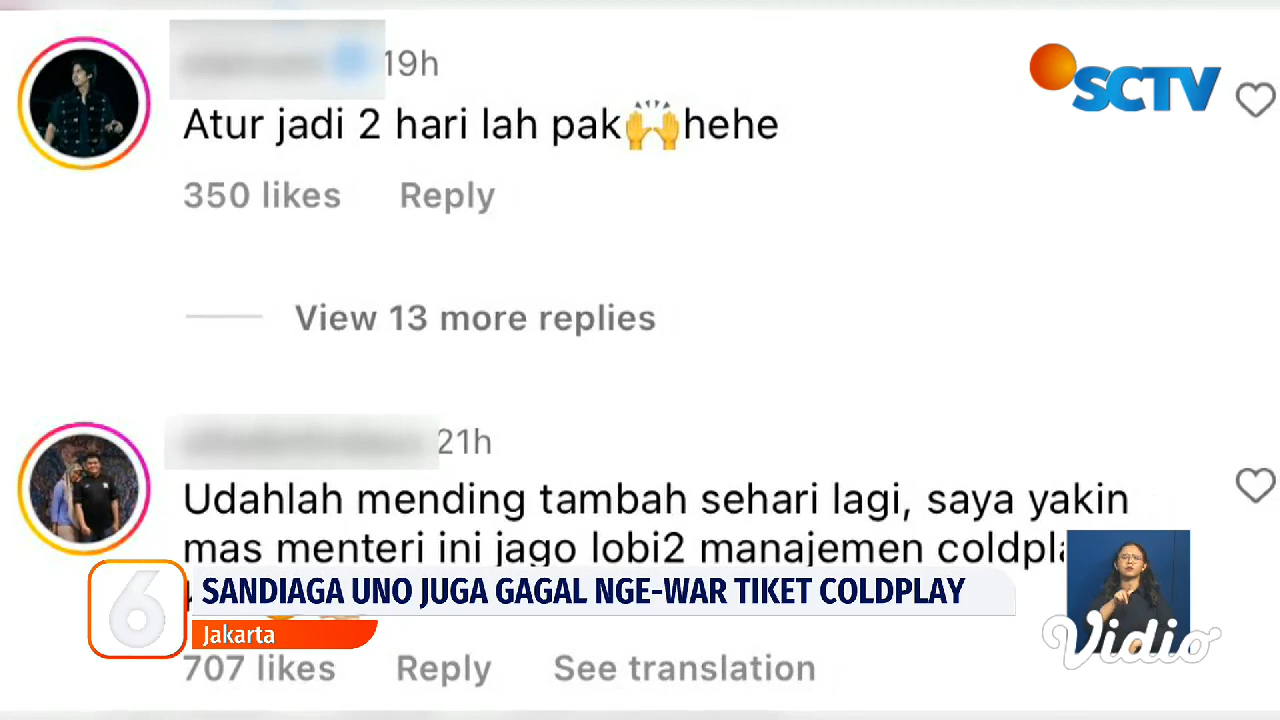 19h
SCTV
Atur jadi 2 hari lah pak🙌hehe
350 likes Reply
View 13 more replies
21h
Udahlah mending tambah sehari lagi, saya yakin
mas menteri ini jago lobi2 manajemen
6
SANDIAGA UNO JUGA GAGAL NGE-WAR TIKET COLDPLAY
Jakarta
Vidio
707 likes Reply See translation